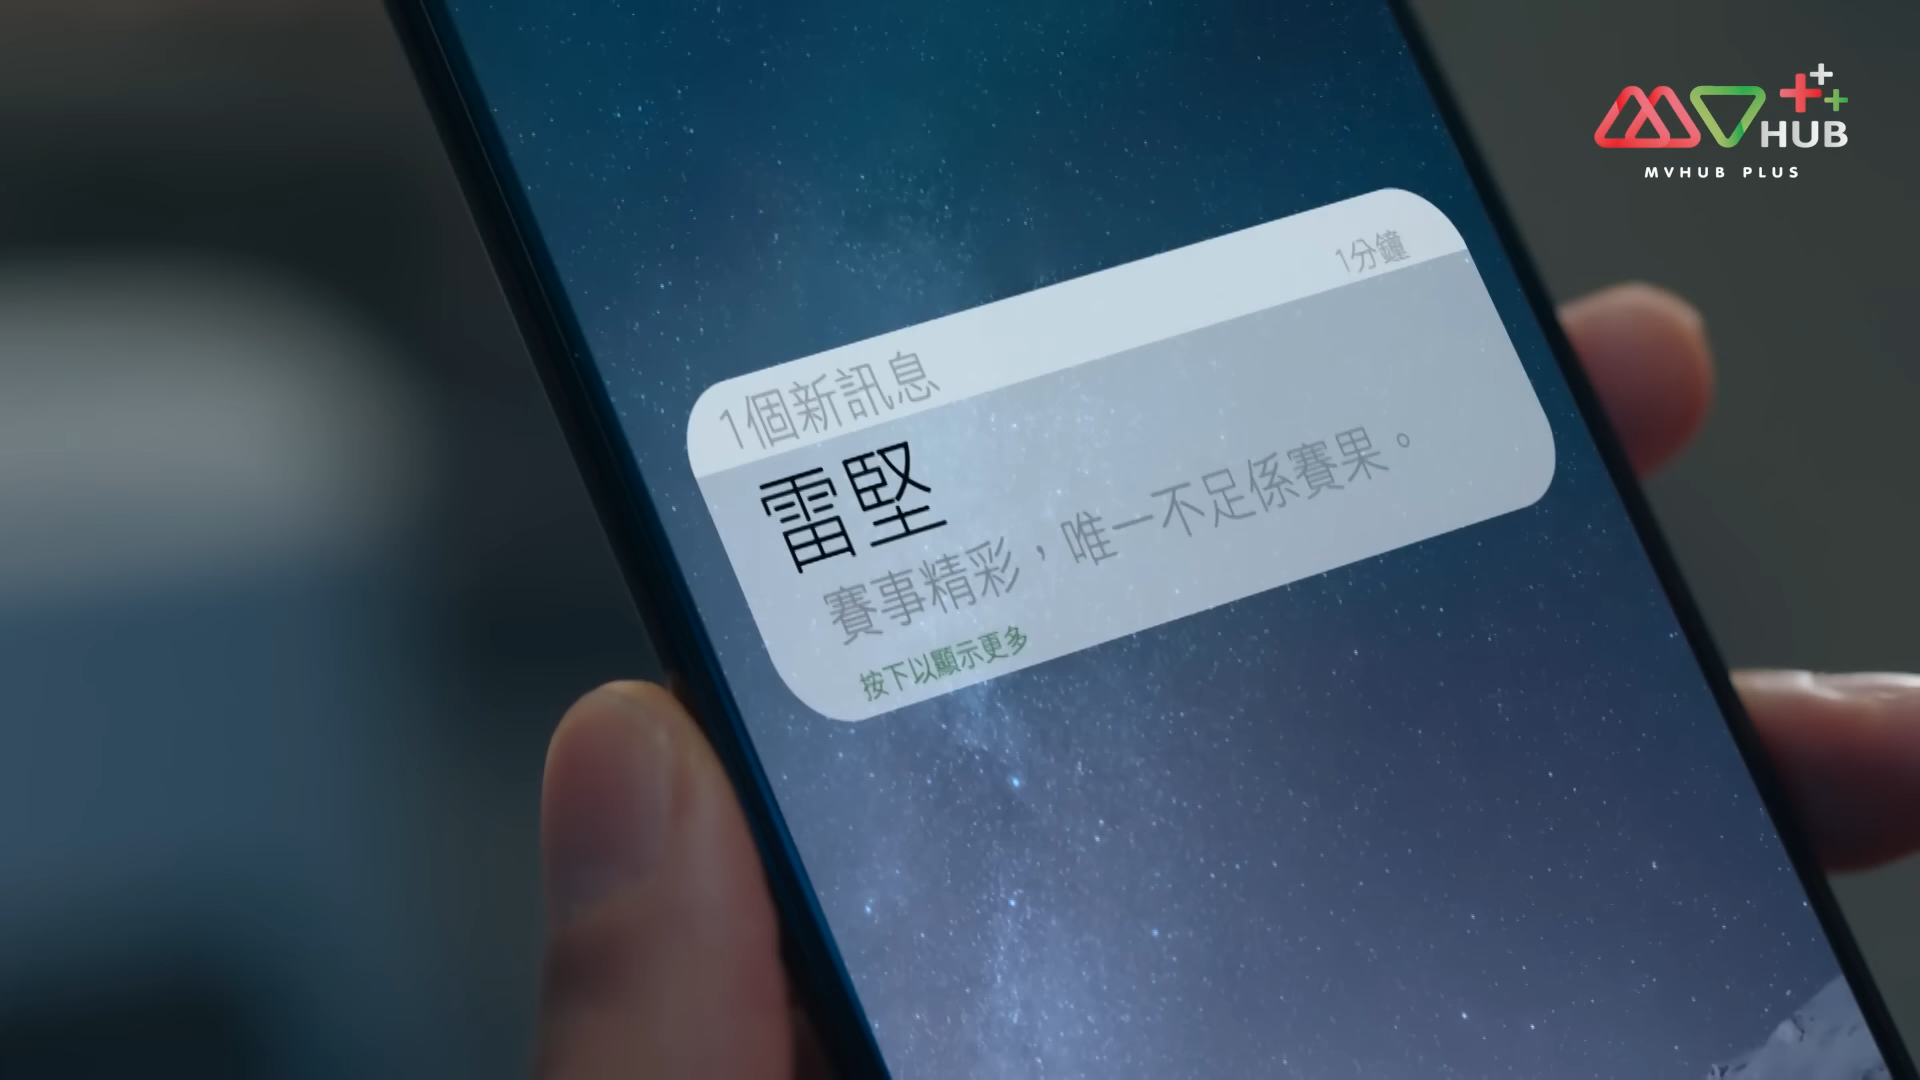 MV HUB
MVHUB PLUS
1分鐘
1個新訊息
雷堅
賽事精彩，唯一不足係賽果。
按下以顯示更多